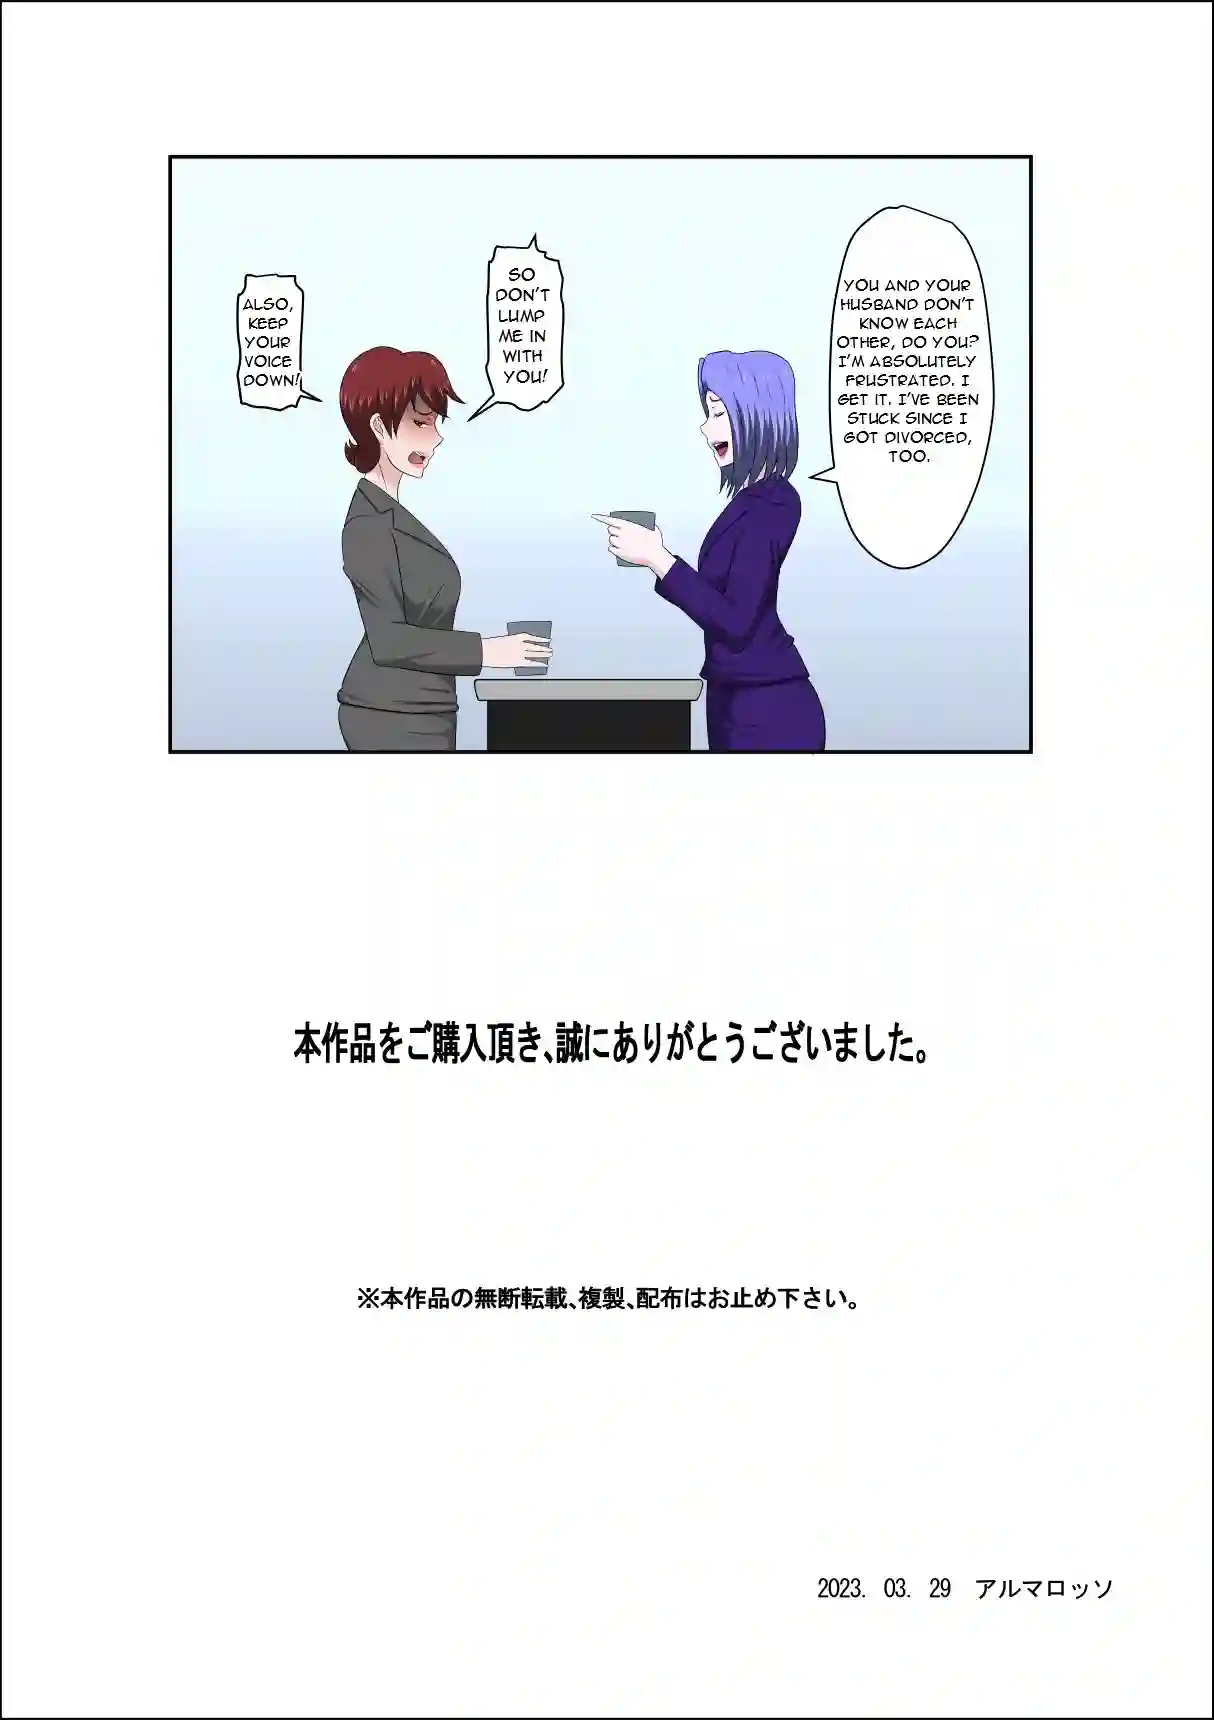 YOU AND YOUR
HUSBAND DON'T
KNOW EACH
OTHER, DO YOU?
I'M ABSOLUTELY
FRUSTRATED. I
GET IT. I'VE BEEN
STUCK SINCE I
GOT DIVORCED,
TOO.
SO
DON'T
LUMP
ME IN
WITH
YOU!
ALSO,
KEEP
YOUR
VOICE
DOWN!
本作品をご購入頂き、誠にありがとうございました。
※本作品の無断転載、複製、配布はお止め下さい。
2023. 03. 29　アルマロッソ